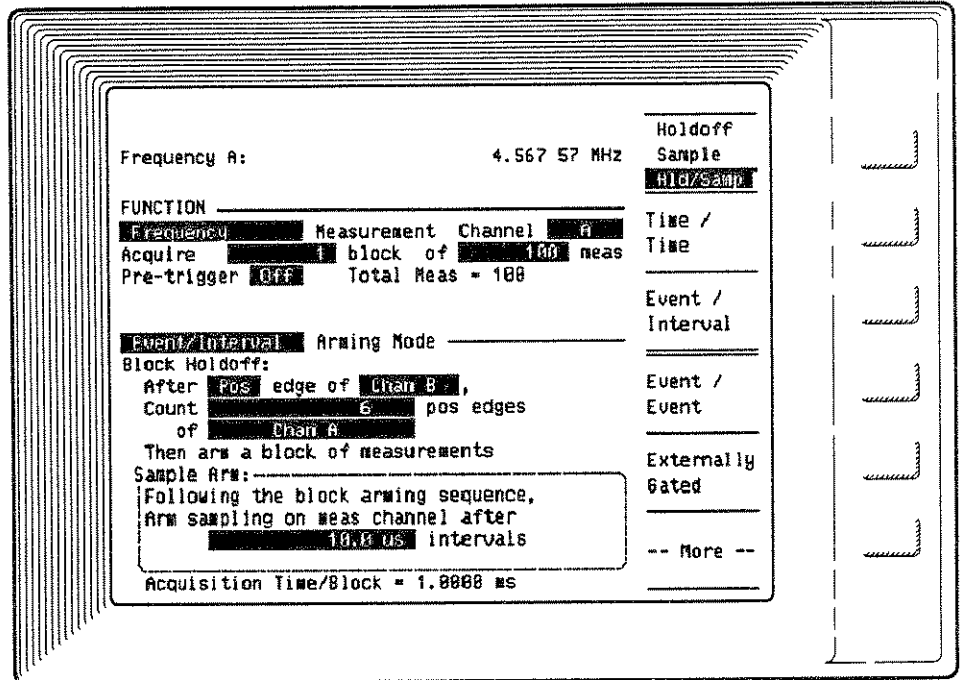 Frequency A: 4.567 57 MHz
FUNCTION
Frequency Measurement Channel A
Acquire 1 block of 100 meas
Pre-trigger Off Total Meas = 100
Event/Interval Arming Mode
Block Holdoff:
After Pos edge of Chan B ,
Count 6 pos edges
of Chan A
Then arm a block of measurements
Sample Arm:
Following the block arming sequence,
Arm sampling on meas channel after
10.0 us intervals
Acquisition Time/Block = 1.0000 ms
Holdoff
Sample
Hld/Samp
Time /
Time
Event /
Interval
Event /
Event
Externally
Gated
-- More --